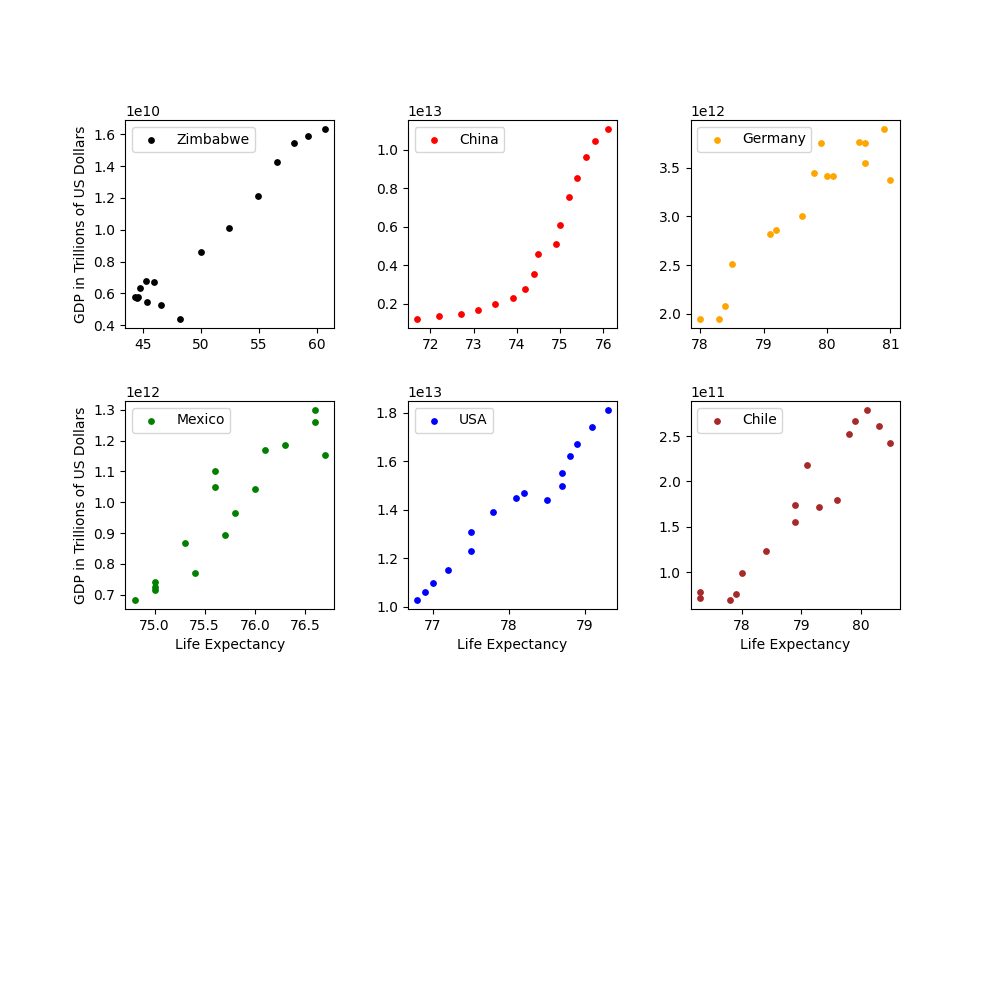 1e10 1e13 1e12
Zimbabwe China Germany
GDP in Trillions of US Dollars
1.6
1.4
1.2
1.0
0.8
0.6
0.4
45 50 55 60
1.0
0.8
0.6
0.4
0.2
72 73 74 75 76
3.5
3.0
2.5
2.0
78 79 80 81
1e12 1e13 1e11
Mexico USA Chile
GDP in Trillions of US Dollars
1.3
1.2
1.1
1.0
0.9
0.8
0.7
75.0 75.5 76.0 76.5
Life Expectancy
1.8
1.6
1.4
1.2
1.0
77 78 79
Life Expectancy
2.5
2.0
1.5
1.0
78 79 80
Life Expectancy